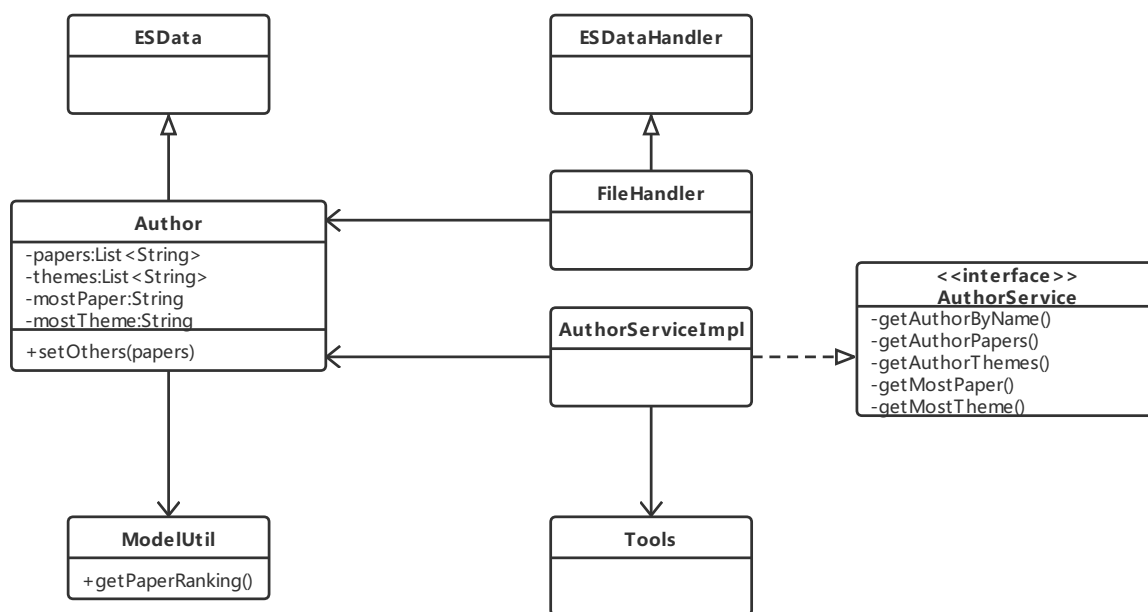 ESData
ESDataHandler
FileHandler
Author
-papers:List<String>
-themes:List<String>
-mostPaper:String
-mostTheme:String
+setOthers(papers)
<<interface>>
AuthorService
-getAuthorByName()
-getAuthorPapers()
-getAuthorThemes()
-getMostPaper()
-getMostTheme()
AuthorServiceImpl
ModelUtil
+getPaperRanking()
Tools